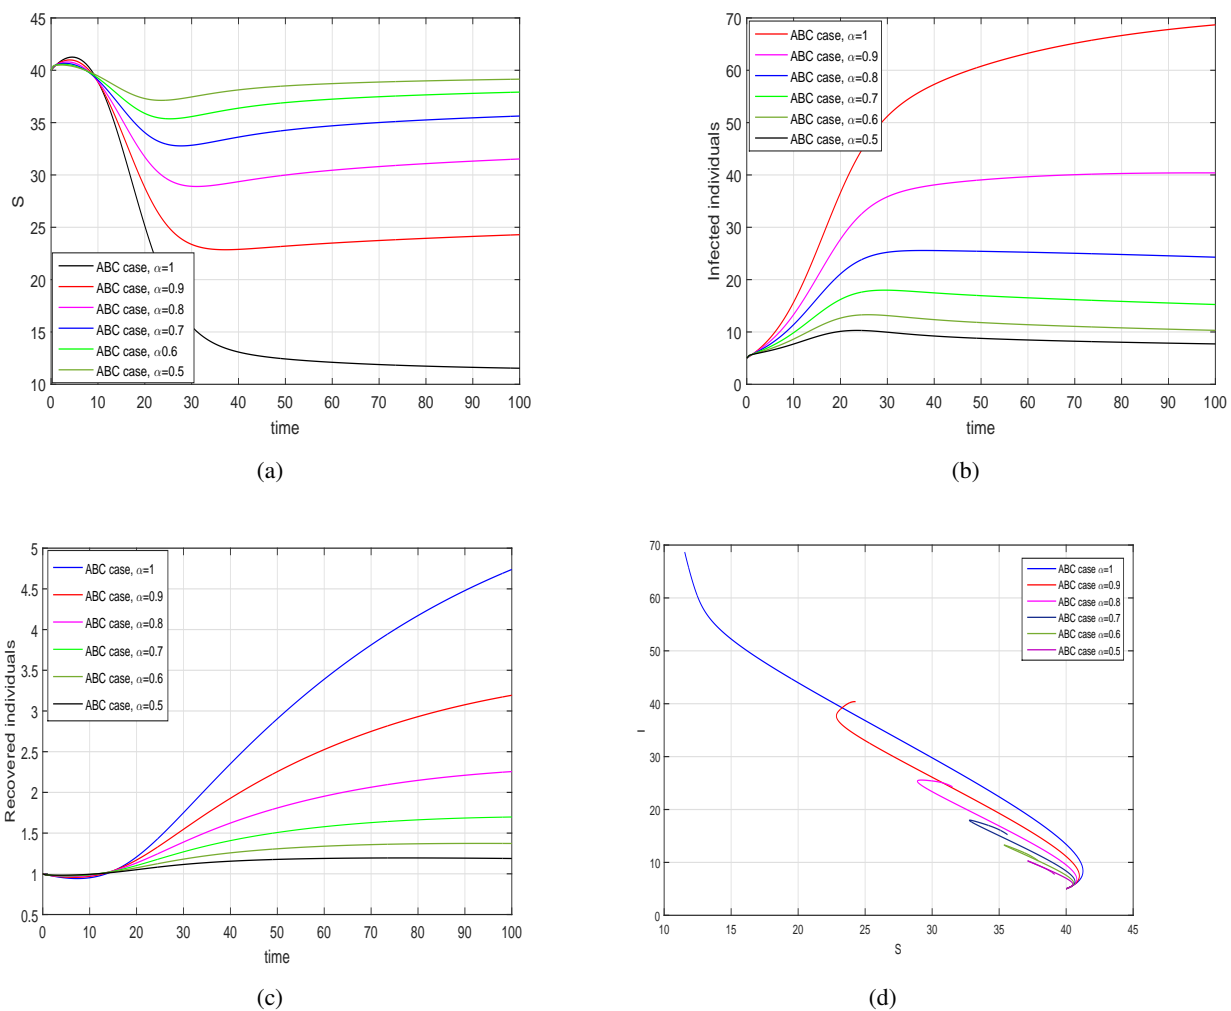 45
40
35
30
25
20
15
10
S
ABC case, α=1
ABC case, α=0.9
ABC case, α=0.8
ABC case, α=0.7
ABC case, α0.6
ABC case, α=0.5
0 10 20 30 40 50 60 70 80 90 100
time
(a)
70
60
50
40
30
20
10
0
Infected individuals
ABC case, α=1
ABC case, α=0.9
ABC case, α=0.8
ABC case, α=0.7
ABC case, α=0.6
ABC case, α=0.5
0 10 20 30 40 50 60 70 80 90 100
time
(b)
5
4.5
4
3.5
3
2.5
2
1.5
1
0.5
Recovered individuals
ABC case, α=1
ABC case, α=0.9
ABC case, α=0.8
ABC case, α=0.7
ABC case, α=0.6
ABC case, α=0.5
0 10 20 30 40 50 60 70 80 90 100
time
(c)
70
60
50
40
30
20
10
0
I
ABC case α=1
ABC case α=0.9
ABC case α=0.8
ABC case α=0.7
ABC case α=0.6
ABC case α=0.5
10 15 20 25 30 35 40 45
S
(d)